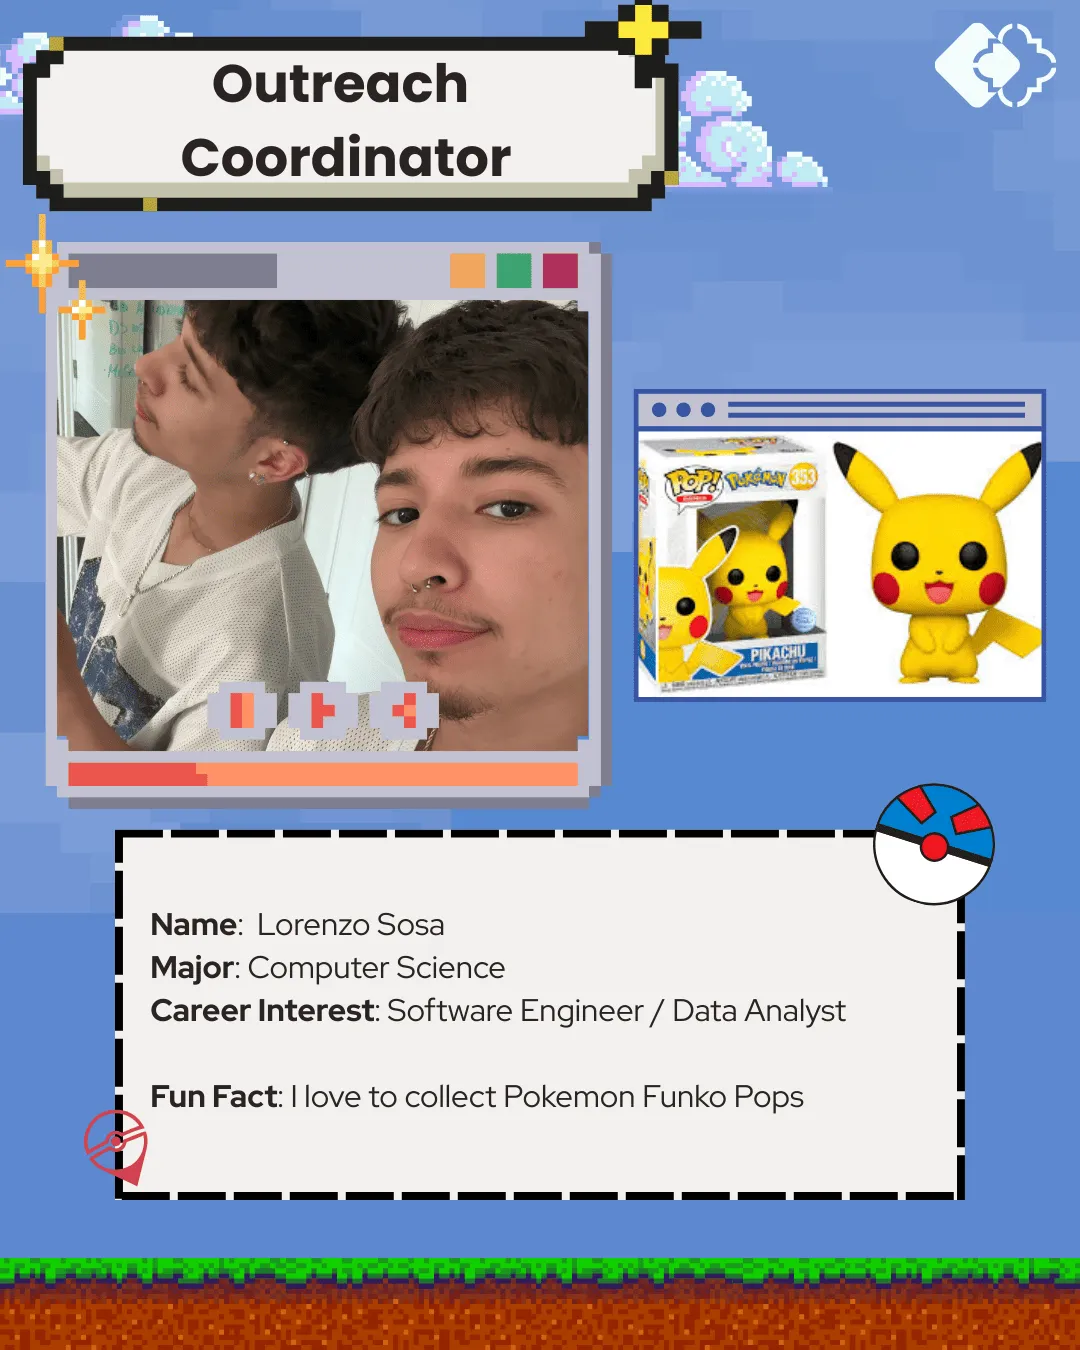 Outreach
Coordinator
POP!
POKéMON
353
PIKACHU
Name: Lorenzo Sosa
Major: Computer Science
Career Interest: Software Engineer / Data Analyst
Fun Fact: I love to collect Pokemon Funko Pops